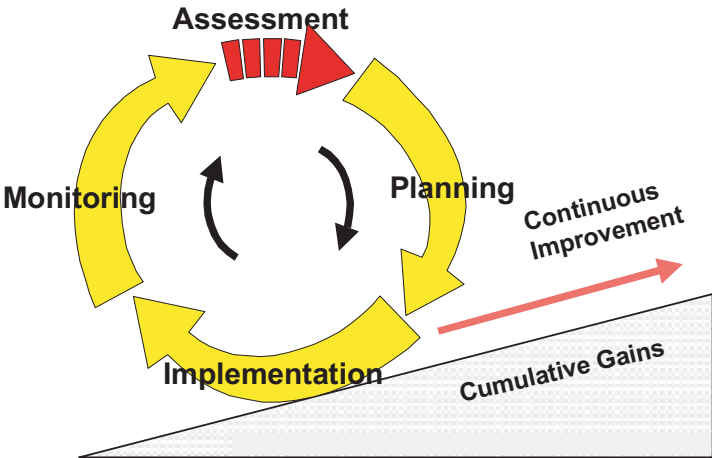 Assessment
Monitoring
Planning
Continuous
Improvement
Implementation
Cumulative Gains